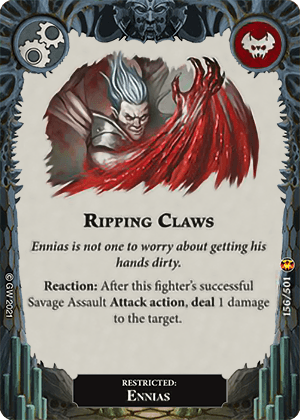 RIPPING CLAWS
Ennias is not one to worry about getting his
hands dirty.
Reaction: After this fighter's successful
Savage Assault Attack action, deal 1 damage
to the target.
© GW 2021
156/501
RESTRICTED:
ENNIAS